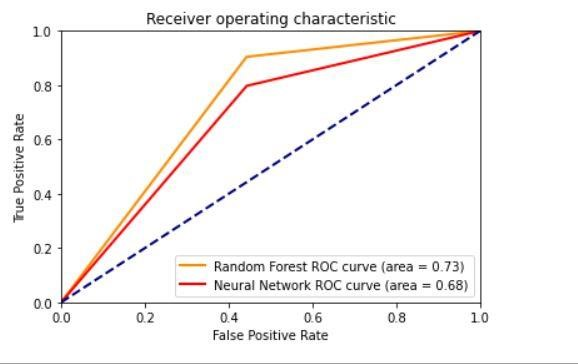 Receiver operating characteristic
1.0
0.8
0.6
0.4
0.2
0.0
True Positive Rate
Random Forest ROC curve (area = 0.73)
Neural Network ROC curve (area = 0.68)
0.0 0.2 0.4 0.6 0.8 1.0
False Positive Rate